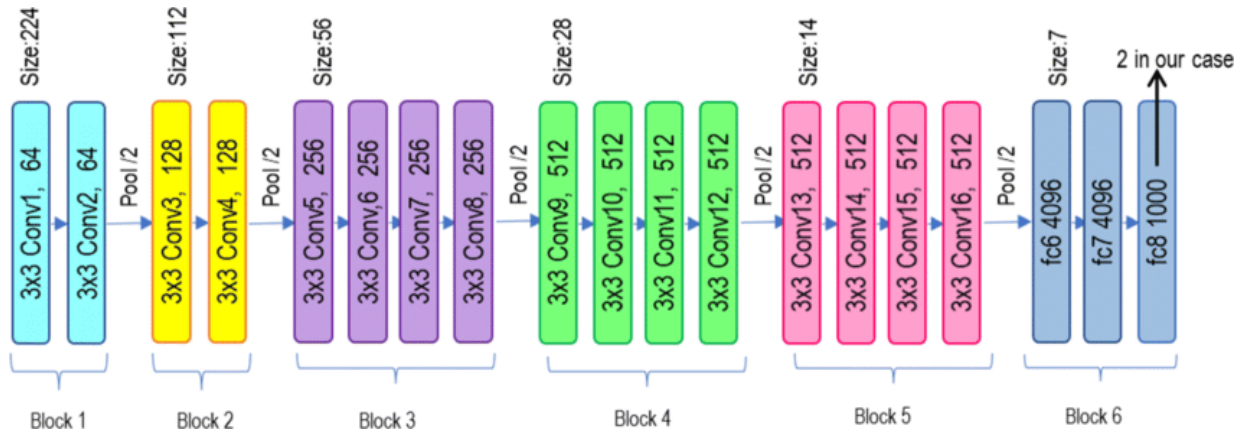 Size:224
3x3 Conv1, 64
3x3 Conv2, 64
Pool /2
Size:112
3x3 Conv3, 128
3x3 Conv4, 128
Pool /2
Size:56
3x3 Conv5, 256
3x3 Conv,6 256
3x3 Conv7, 256
3x3 Conv8, 256
Pool /2
Size:28
3x3 Conv9, 512
3x3 Conv10, 512
3x3 Conv11, 512
3x3 Conv12, 512
Pool /2
Size:14
3x3 Conv13, 512
3x3 Conv14, 512
3x3 Conv15, 512
3x3 Conv16, 512
Pool /2
Size:7
fc6 4096
fc7 4096
fc8 1000
2 in our case
Block 1
Block 2
Block 3
Block 4
Block 5
Block 6